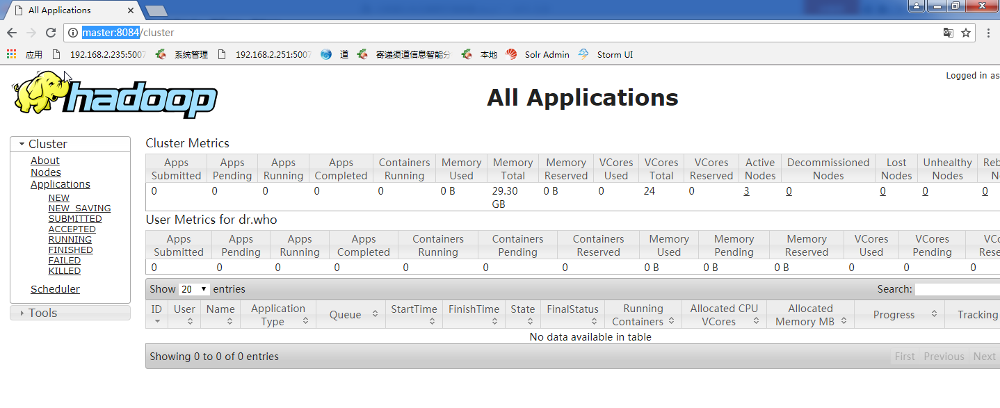 All Applications
master:8084/cluster
应用 192.168.2.235:5007 系统管理 192.168.2.251:5007 道 寄递渠道信息智能分 本地 Solr Admin Storm UI
hadoop
Logged in as
All Applications
Cluster
About
Nodes
Applications
NEW
NEW_SAVING
SUBMITTED
ACCEPTED
RUNNING
FINISHED
FAILED
KILLED
Scheduler
Tools
Cluster Metrics
Apps Apps Apps Apps Containers Memory Memory Memory VCores VCores VCores Active Decommissioned Lost Unhealthy Reb
Submitted Pending Running Completed Running Used Total Reserved Used Total Reserved Nodes Nodes Nodes Nodes N
0 0 0 0 0 0 B 29.30 0 B 0 24 0 3 0 0 0 0
GB
User Metrics for dr.who
Apps Apps Apps Apps Containers Containers Containers Memory Memory Memory VCores VCores VCo
Submitted Pending Running Completed Running Pending Reserved Used Pending Reserved Used Pending Rese
0 0 0 0 0 0 0 0 B 0 B 0 B 0 0 0
Show 20 entries Search:
ID User Name Application Queue StartTime FinishTime State FinalStatus Running Allocated CPU Allocated Progress Tracking
Type Containers VCores Memory MB
No data available in table
Showing 0 to 0 of 0 entries First Previous Next